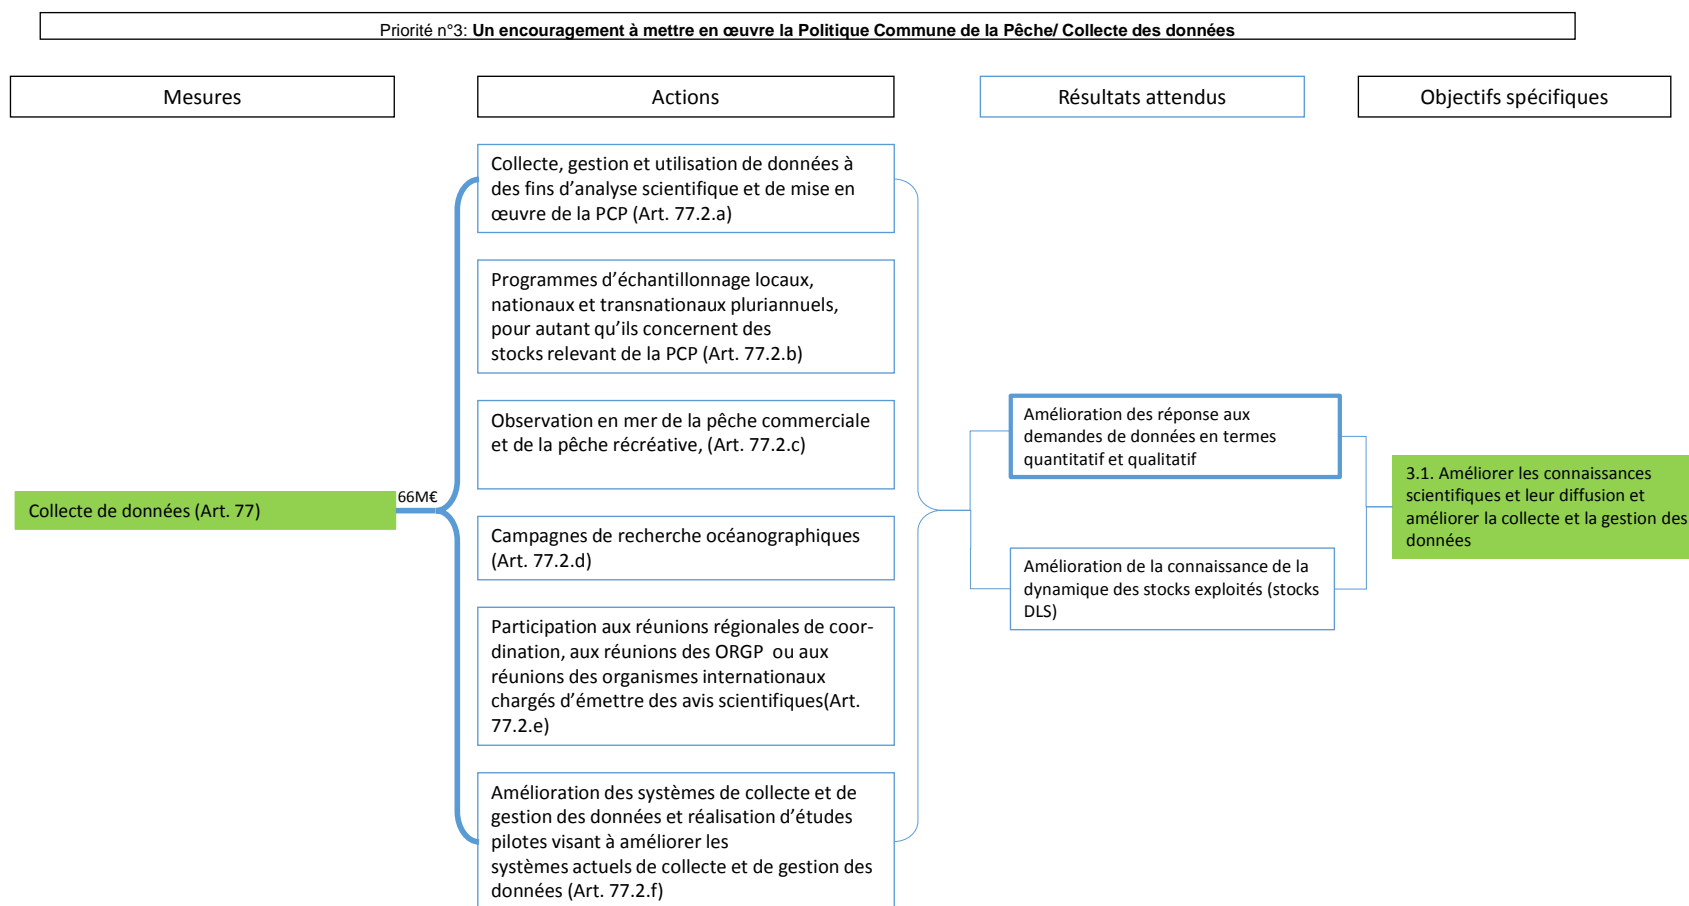 Priorité n°3: Un encouragement à mettre en œuvre la Politique Commune de la Pêche/ Collecte des données
Mesures
Actions
Résultats attendus
Objectifs spécifiques
Collecte de données (Art. 77)
66M€
Collecte, gestion et utilisation de données à
des fins d’analyse scientifique et de mise en
œuvre de la PCP (Art. 77.2.a)
Programmes d’échantillonnage locaux,
nationaux et transnationaux pluriannuels,
pour autant qu’ils concernent des
stocks relevant de la PCP (Art. 77.2.b)
Observation en mer de la pêche commerciale
et de la pêche récréative, (Art. 77.2.c)
Campagnes de recherche océanographiques
(Art. 77.2.d)
Participation aux réunions régionales de coor-
dination, aux réunions des ORGP ou aux
réunions des organismes internationaux
chargés d’émettre des avis scientifiques(Art.
77.2.e)
Amélioration des systèmes de collecte et de
gestion des données et réalisation d’études
pilotes visant à améliorer les
systèmes actuels de collecte et de gestion des
données (Art. 77.2.f)
Amélioration des réponse aux
demandes de données en termes
quantitatif et qualitatif
Amélioration de la connaissance de la
dynamique des stocks exploités (stocks
DLS)
3.1. Améliorer les connaissances
scientifiques et leur diffusion et
améliorer la collecte et la gestion des
données